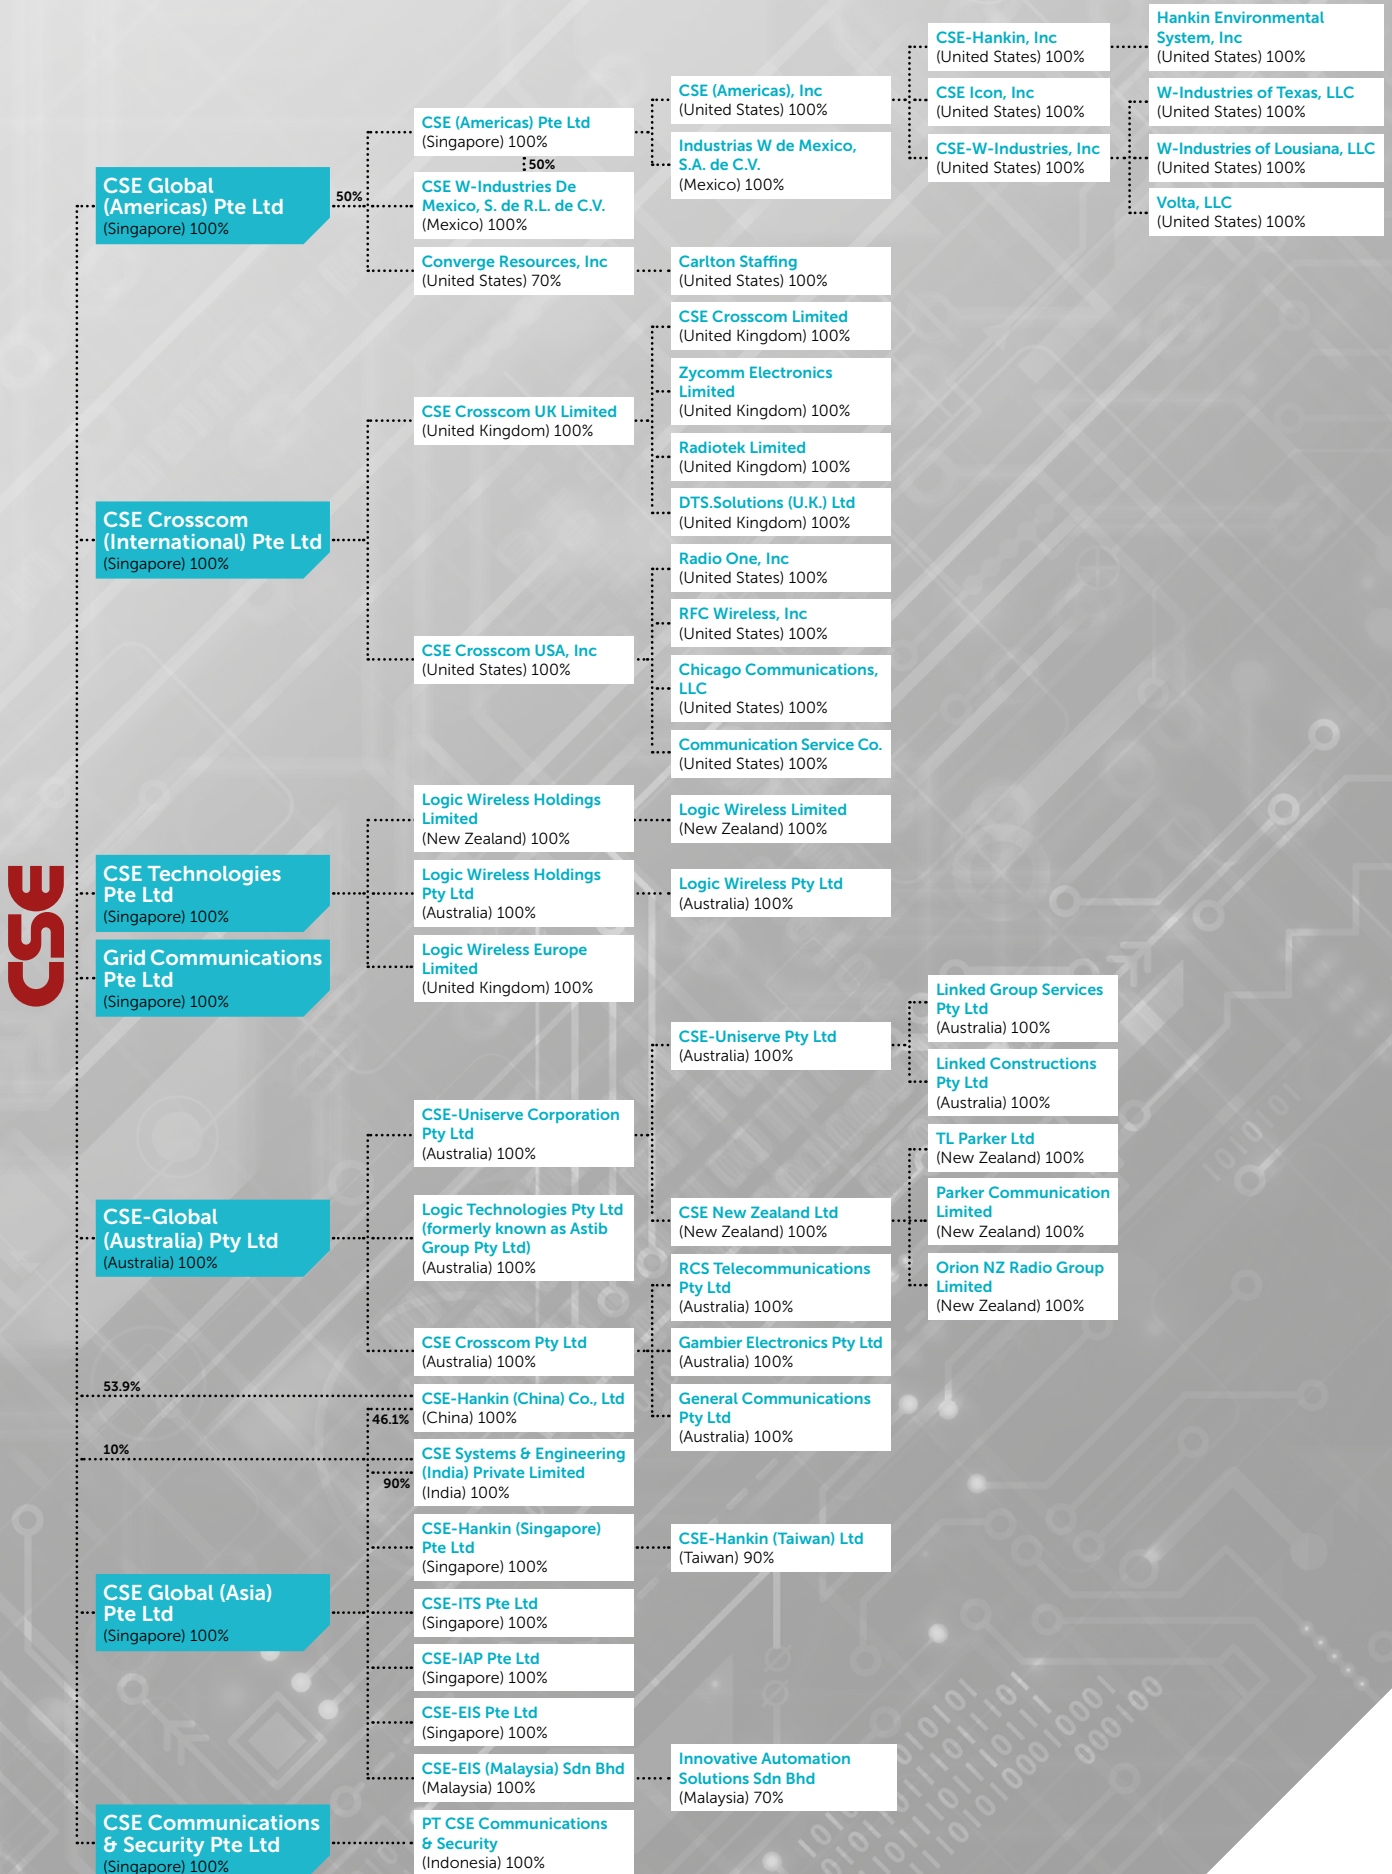 CSE
CSE Global
(Americas) Pte Ltd
(Singapore) 100%
50%
CSE (Americas) Pte Ltd
(Singapore) 100%
50%
CSE W-Industries De
Mexico, S. de R.L. de C.V.
(Mexico) 100%
Converge Resources, Inc
(United States) 70%
CSE (Americas), Inc
(United States) 100%
Industrias W de Mexico,
S.A. de C.V.
(Mexico) 100%
Carlton Staffing
(United States) 100%
CSE-Hankin, Inc
(United States) 100%
CSE Icon, Inc
(United States) 100%
CSE-W-Industries, Inc
(United States) 100%
Hankin Environmental
System, Inc
(United States) 100%
W-Industries of Texas, LLC
(United States) 100%
W-Industries of Lousiana, LLC
(United States) 100%
Volta, LLC
(United States) 100%
CSE Crosscom
(International) Pte Ltd
(Singapore) 100%
CSE Crosscom UK Limited
(United Kingdom) 100%
CSE Crosscom Limited
(United Kingdom) 100%
Zycomm Electronics
Limited
(United Kingdom) 100%
Radiotek Limited
(United Kingdom) 100%
DTS.Solutions (U.K.) Ltd
(United Kingdom) 100%
CSE Crosscom USA, Inc
(United States) 100%
Radio One, Inc
(United States) 100%
RFC Wireless, Inc
(United States) 100%
Chicago Communications,
LLC
(United States) 100%
Communication Service Co.
(United States) 100%
CSE Technologies
Pte Ltd
(Singapore) 100%
Logic Wireless Holdings
Limited
(New Zealand) 100%
Logic Wireless Limited
(New Zealand) 100%
Logic Wireless Holdings
Pty Ltd
(Australia) 100%
Logic Wireless Pty Ltd
(Australia) 100%
Logic Wireless Europe
Limited
(United Kingdom) 100%
Grid Communications
Pte Ltd
(Singapore) 100%
CSE-Global
(Australia) Pty Ltd
(Australia) 100%
CSE-Uniserve Corporation
Pty Ltd
(Australia) 100%
CSE-Uniserve Pty Ltd
(Australia) 100%
Linked Group Services
Pty Ltd
(Australia) 100%
Linked Constructions
Pty Ltd
(Australia) 100%
CSE New Zealand Ltd
(New Zealand) 100%
TL Parker Ltd
(New Zealand) 100%
Parker Communication
Limited
(New Zealand) 100%
Orion NZ Radio Group
Limited
(New Zealand) 100%
Logic Technologies Pty Ltd
(formerly known as Astib
Group Pty Ltd)
(Australia) 100%
CSE Crosscom Pty Ltd
(Australia) 100%
RCS Telecommunications
Pty Ltd
(Australia) 100%
Gambier Electronics Pty Ltd
(Australia) 100%
General Communications
Pty Ltd
(Australia) 100%
53.9%
46.1%
CSE-Hankin (China) Co., Ltd
(China) 100%
10%
90%
CSE Systems & Engineering
(India) Private Limited
(India) 100%
CSE Global (Asia)
Pte Ltd
(Singapore) 100%
CSE-Hankin (Singapore)
Pte Ltd
(Singapore) 100%
CSE-Hankin (Taiwan) Ltd
(Taiwan) 90%
CSE-ITS Pte Ltd
(Singapore) 100%
CSE-IAP Pte Ltd
(Singapore) 100%
CSE-EIS Pte Ltd
(Singapore) 100%
CSE-EIS (Malaysia) Sdn Bhd
(Malaysia) 100%
Innovative Automation
Solutions Sdn Bhd
(Malaysia) 70%
CSE Communications
& Security Pte Ltd
(Singapore) 100%
PT CSE Communications
& Security
(Indonesia) 100%